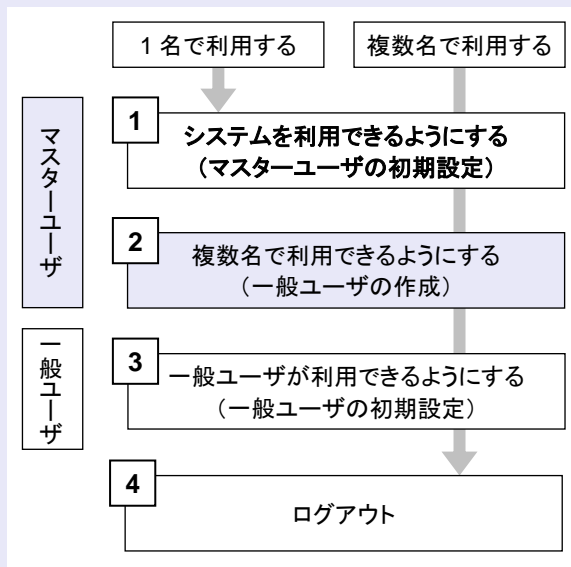 1 名で利用する
複数名で利用する
マスターユーザ
1
システムを利用できるようにする
(マスターユーザの初期設定)
2
複数名で利用できるようにする
(一般ユーザの作成)
一般ユーザ
3
一般ユーザが利用できるようにする
(一般ユーザの初期設定)
4
ログアウト